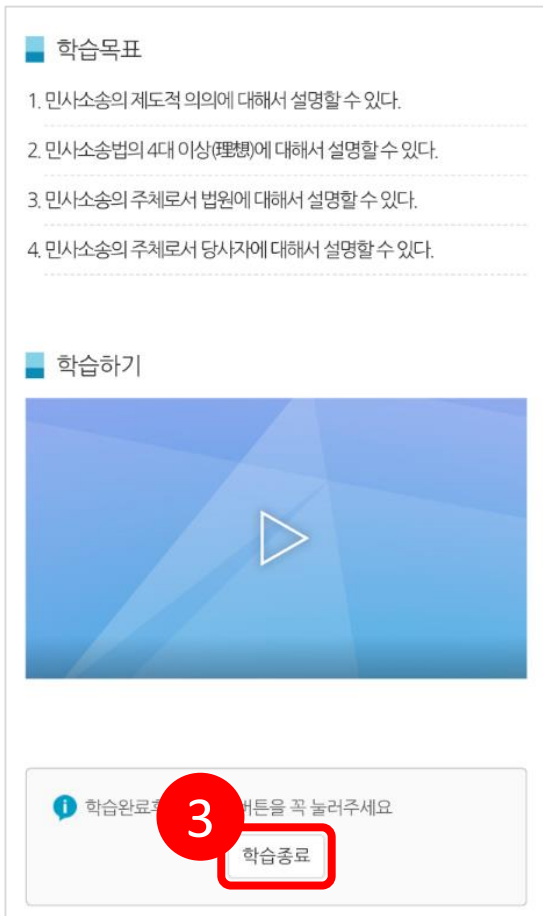 학습목표
1. 민사소송의 제도적 의의에 대해서 설명할 수 있다.
2. 민사소송법의 4대 이상(理想)에 대해서 설명할 수 있다.
3. 민사소송의 주체로서 법원에 대해서 설명할 수 있다.
4. 민사소송의 주체로서 당사자에 대해서 설명할 수 있다.
학습하기
학습완료 버튼을 꼭 눌러주세요
3
학습종료